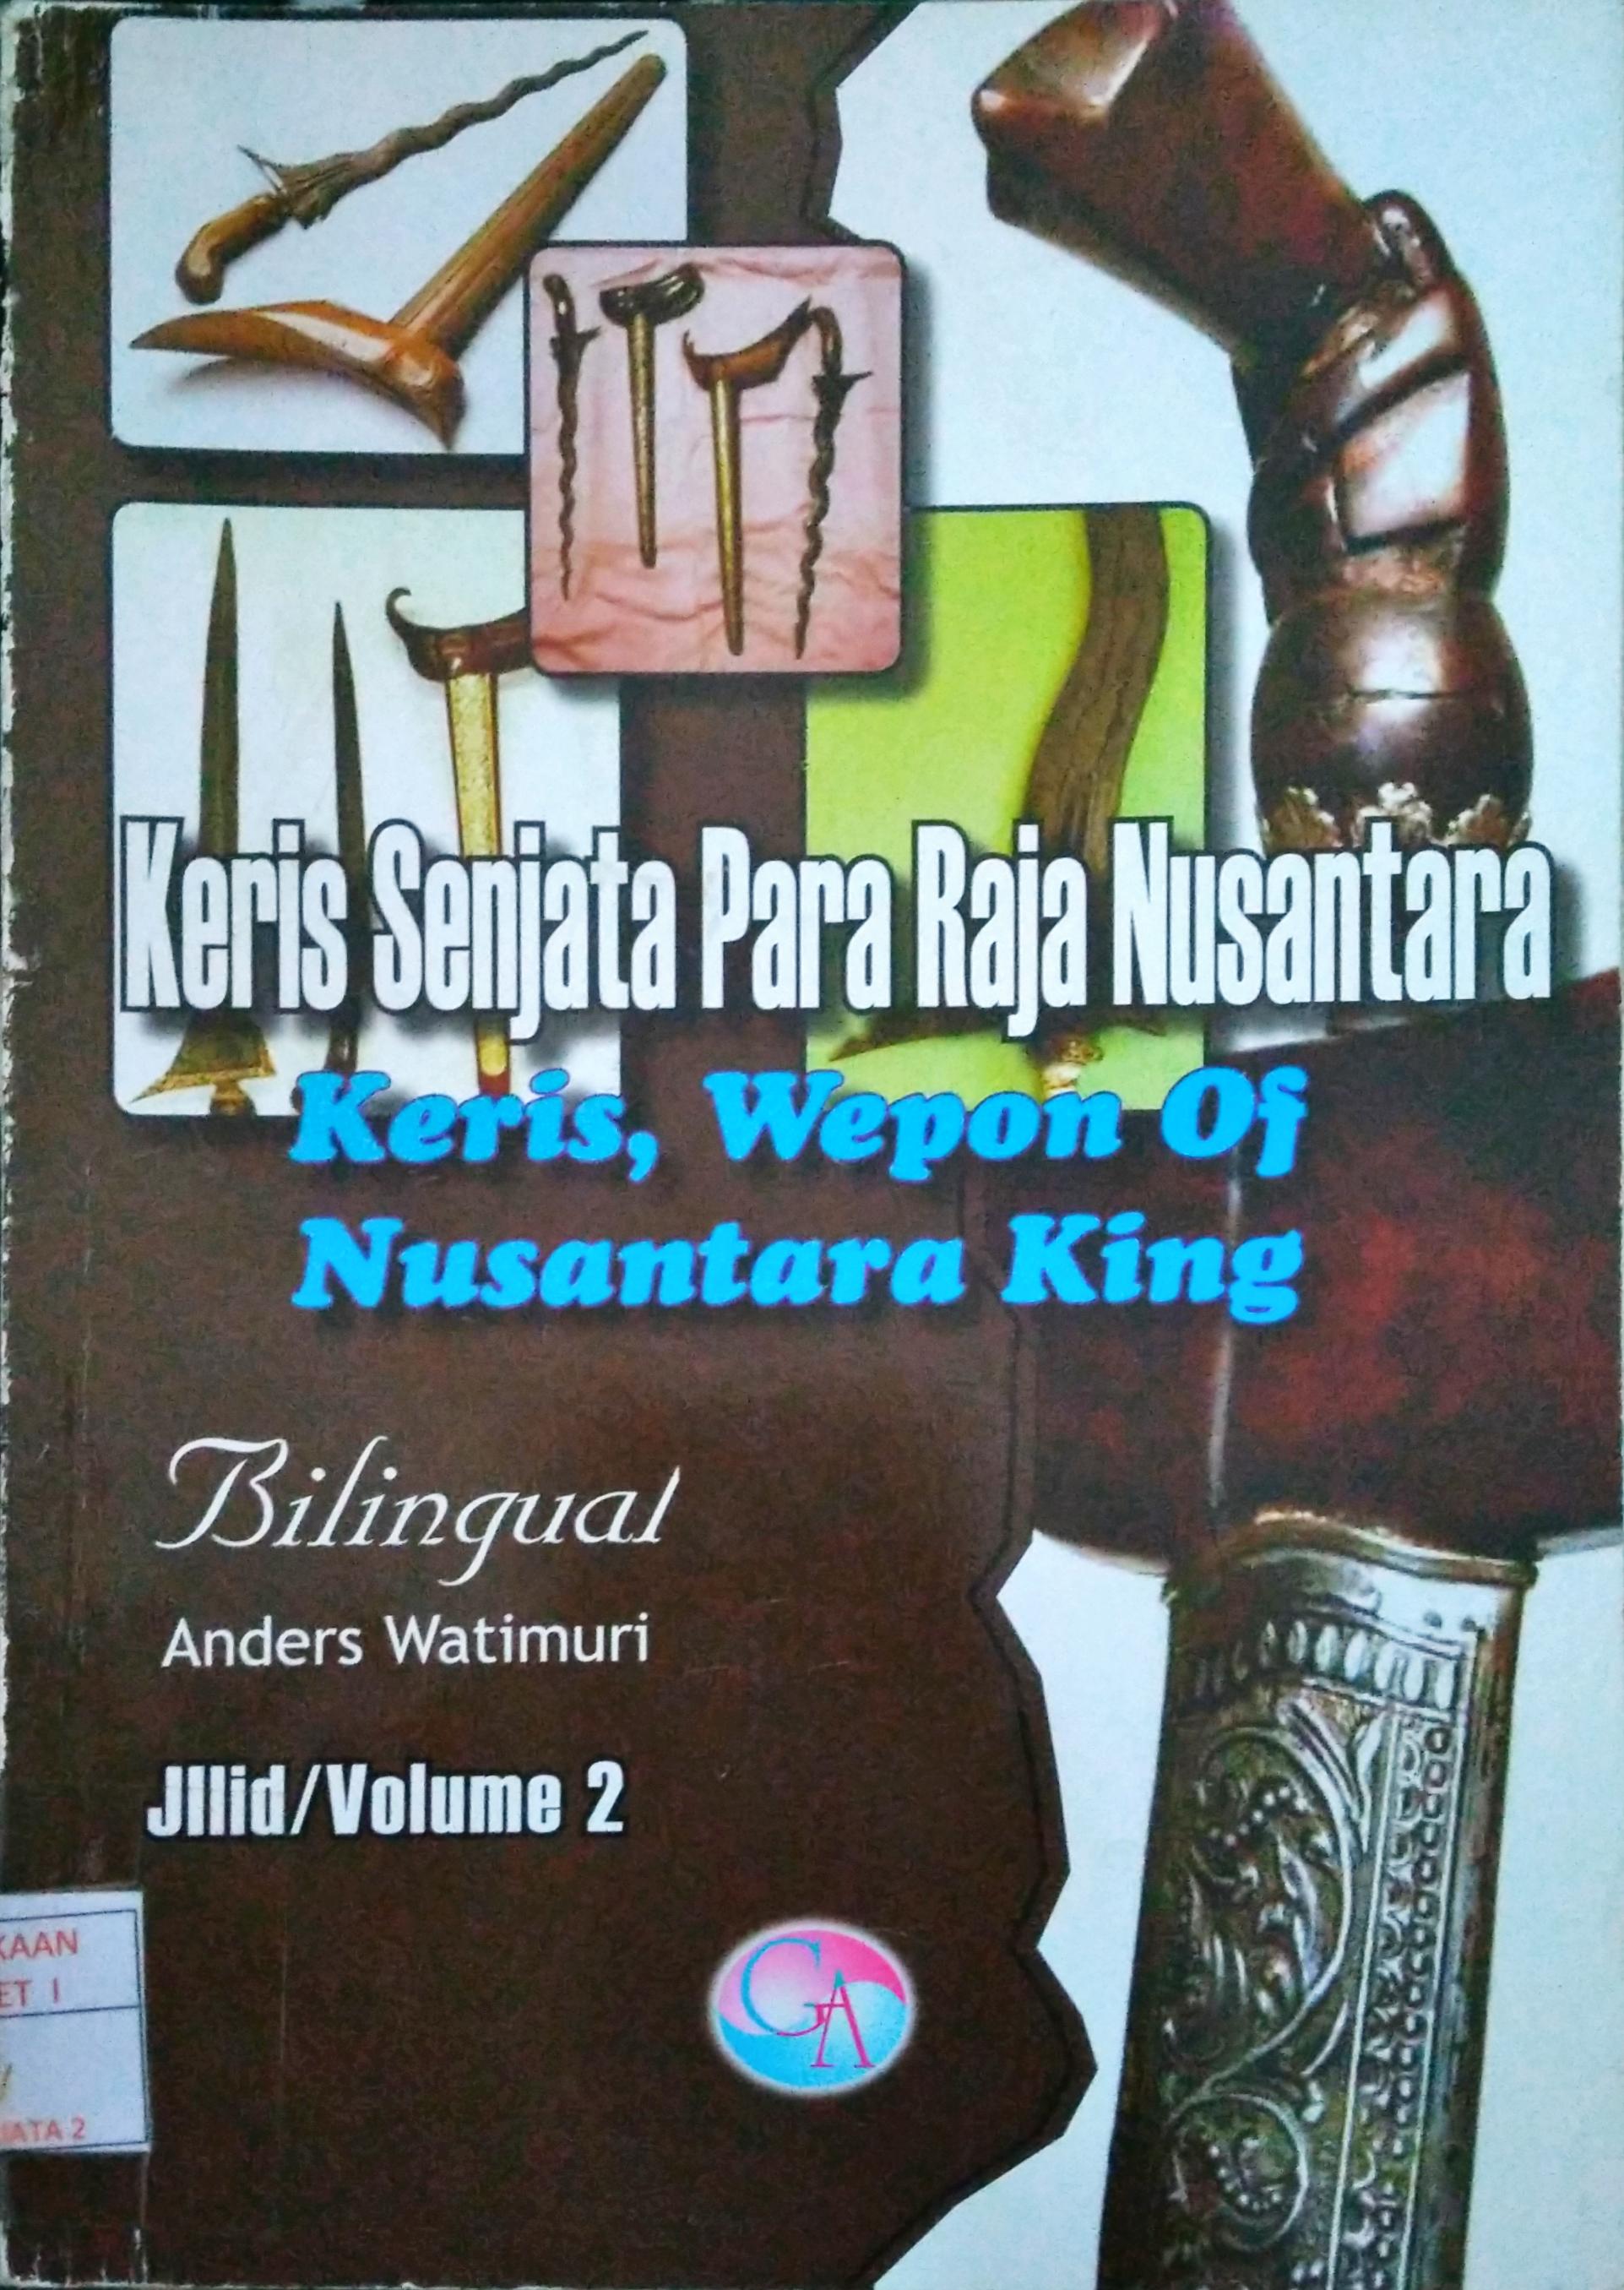 Keris Senjata Para Raja Nusantara
Keris, Wepon Of
Nusantara King
Bilingual
Anders Watimuri
JIlid/Volume 2
GA
KAAN
ET I
JATA 2